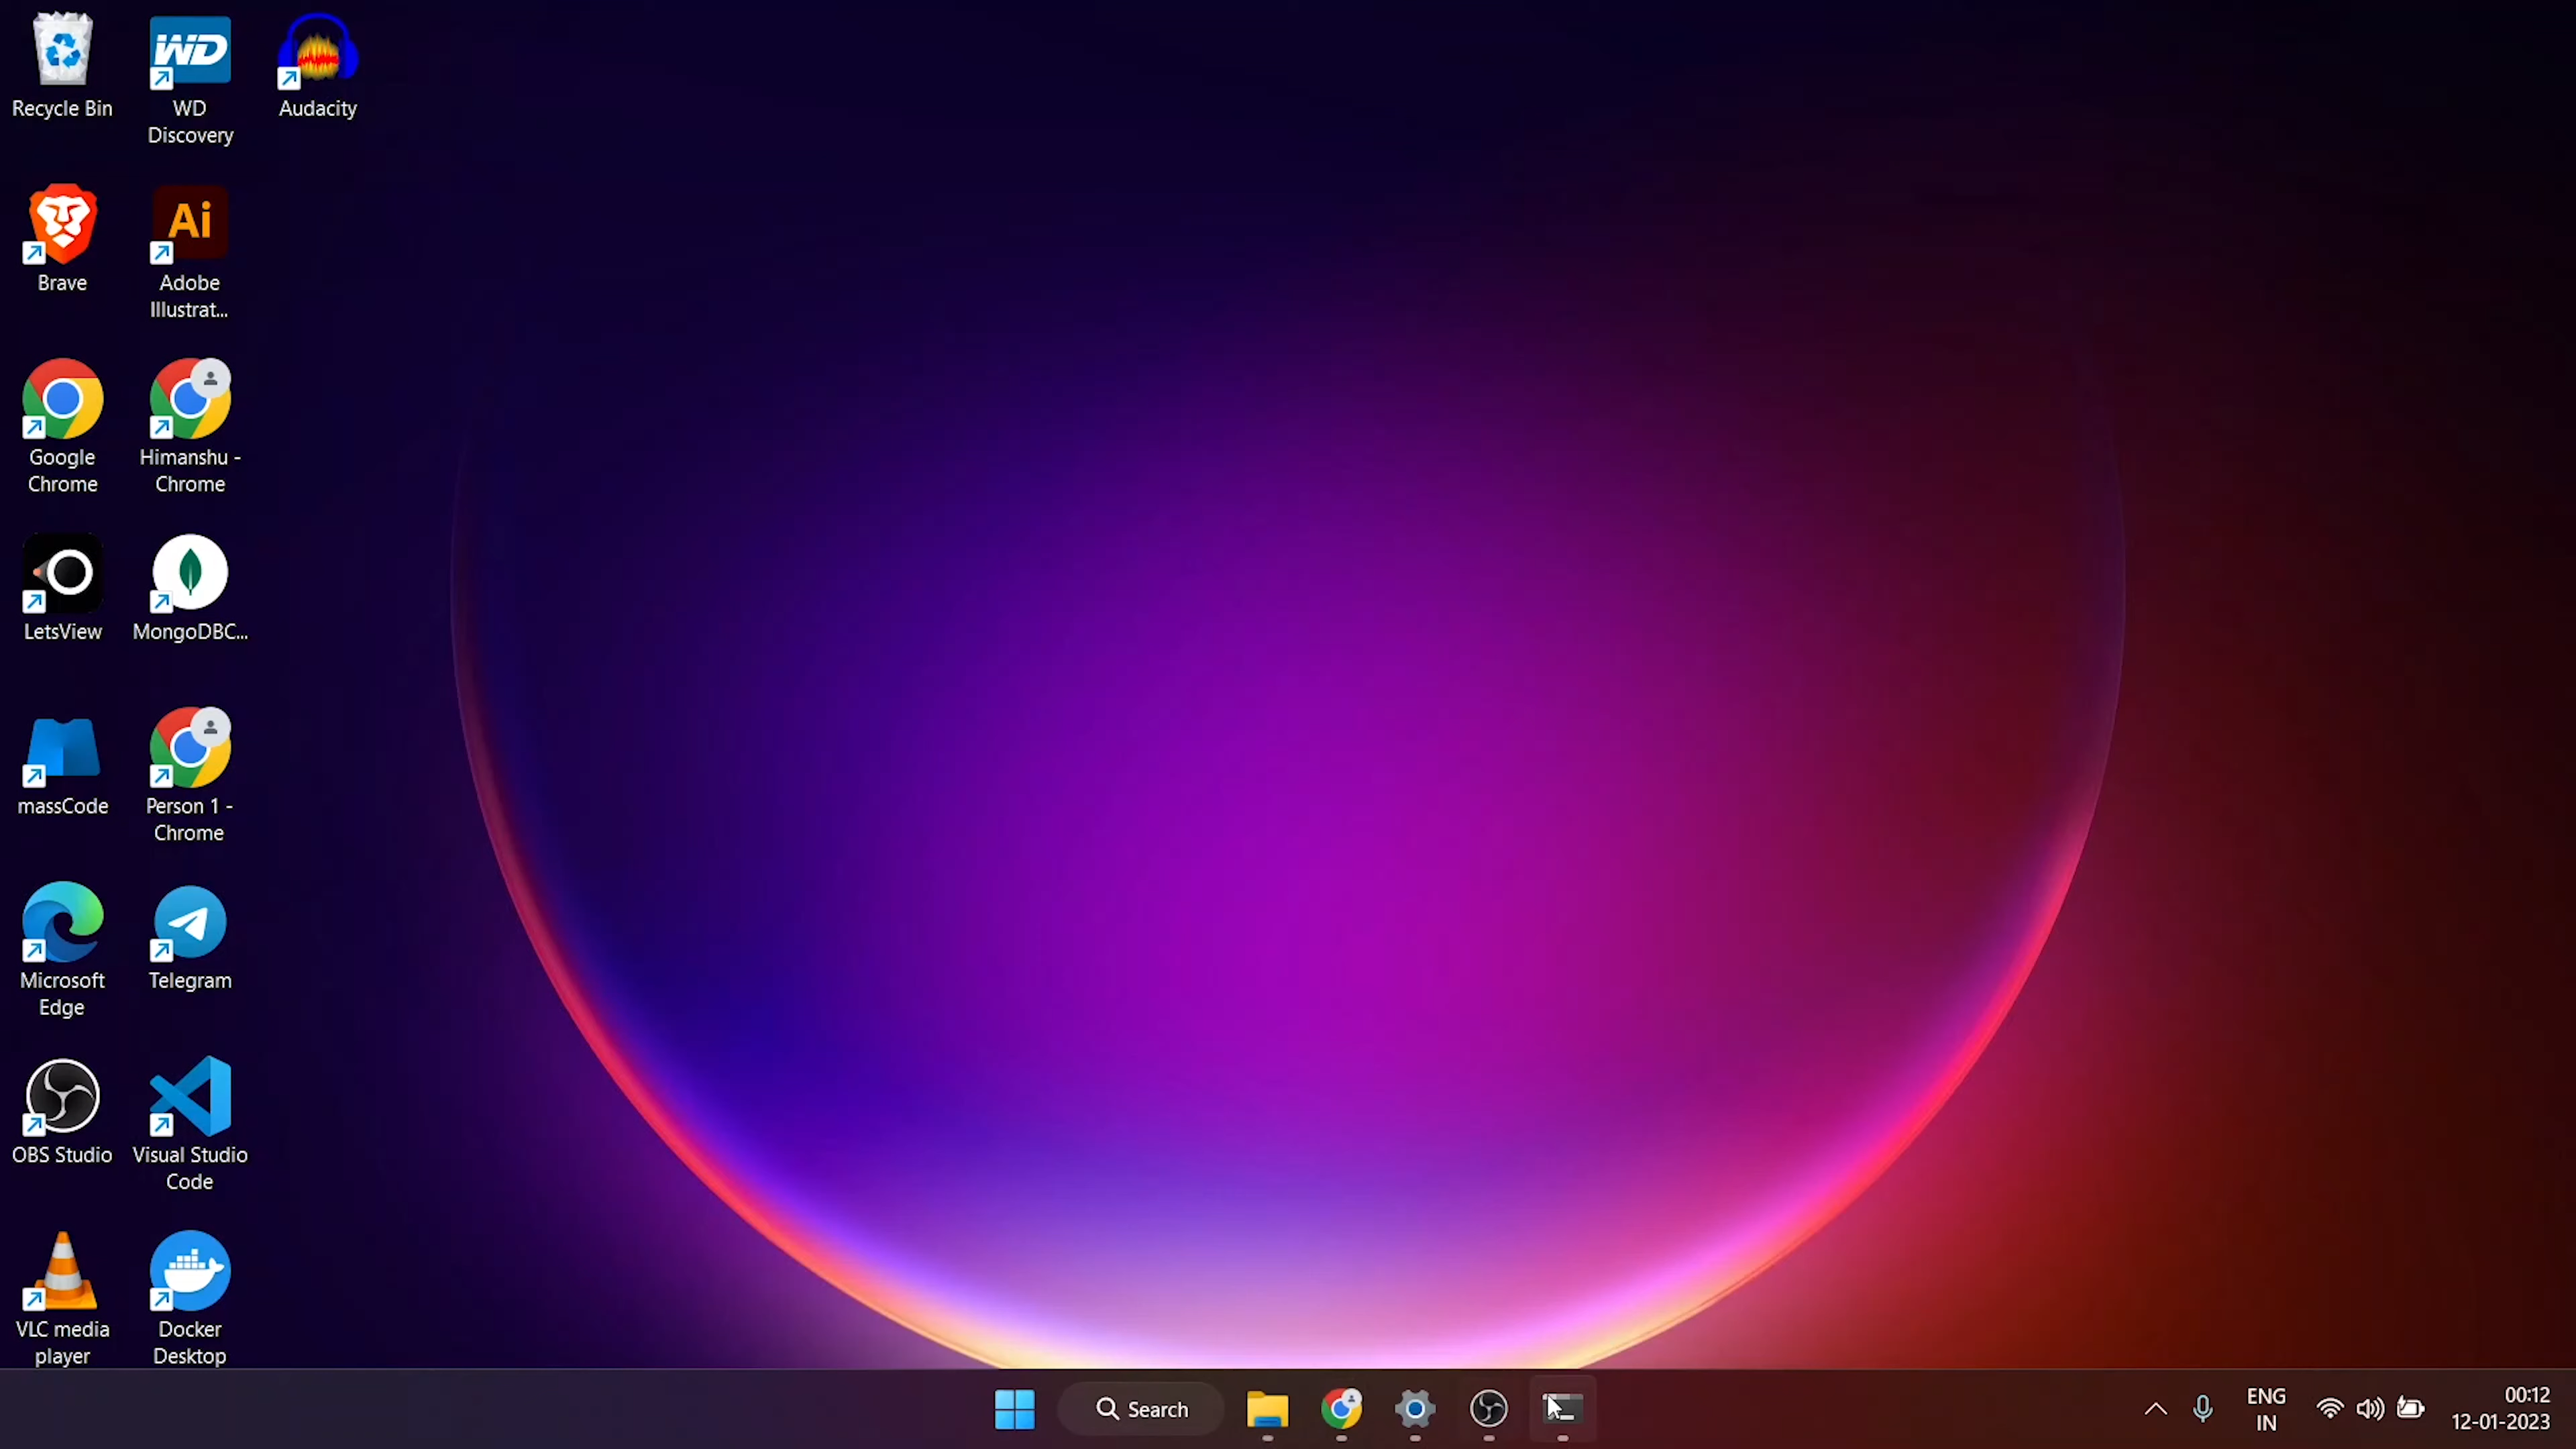 Recycle Bin
WD
Discovery
Audacity
Brave
Ai
Adobe
Illustrat...
Google
Chrome
Himanshu -
Chrome
LetsView
MongoDBC...
massCode
Person 1 -
Chrome
Microsoft
Edge
Telegram
OBS Studio
Visual Studio
Code
VLC media
player
Docker
Desktop
Search
ENG
IN
00:12
12-01-2023
WD